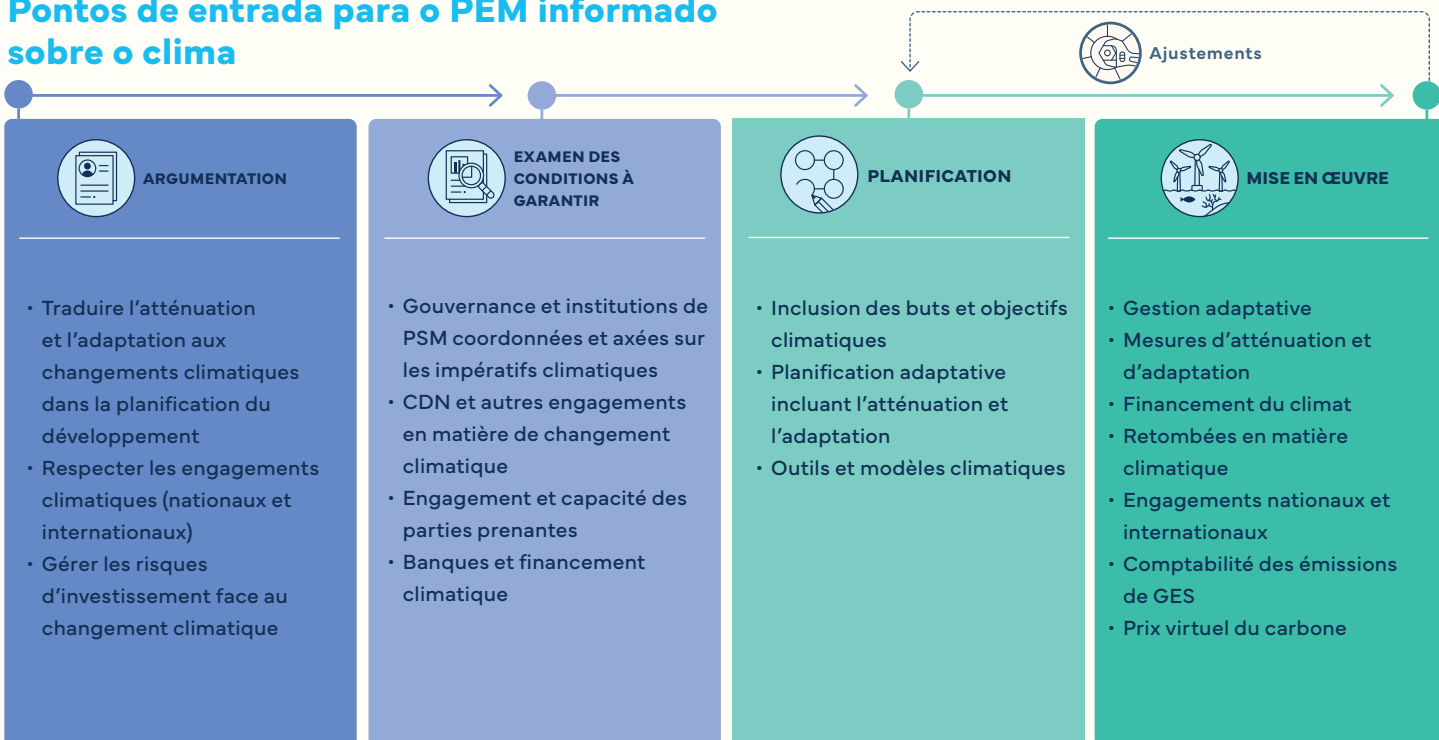 Pontos de entrada para o PEM informado
sobre o clima
Ajustements
ARGUMENTATION
• Traduire l’atténuation
et l’adaptation aux
changements climatiques
dans la planification du
développement
• Respecter les engagements
climatiques (nationaux et
internationaux)
• Gérer les risques
d’investissement face au
changement climatique
EXAMEN DES
CONDITIONS À
GARANTIR
• Gouvernance et institutions de
PSM coordonnées et axées sur
les impératifs climatiques
• CDN et autres engagements
en matière de changement
climatique
• Engagement et capacité des
parties prenantes
• Banques et financement
climatique
PLANIFICATION
• Inclusion des buts et objectifs
climatiques
• Planification adaptative
incluant l’atténuation et
l’adaptation
• Outils et modèles climatiques
MISE EN ŒUVRE
• Gestion adaptative
• Mesures d’atténuation et
d’adaptation
• Financement du climat
• Retombées en matière
climatique
• Engagements nationaux et
internationaux
• Comptabilité des émissions
de GES
• Prix virtuel du carbone